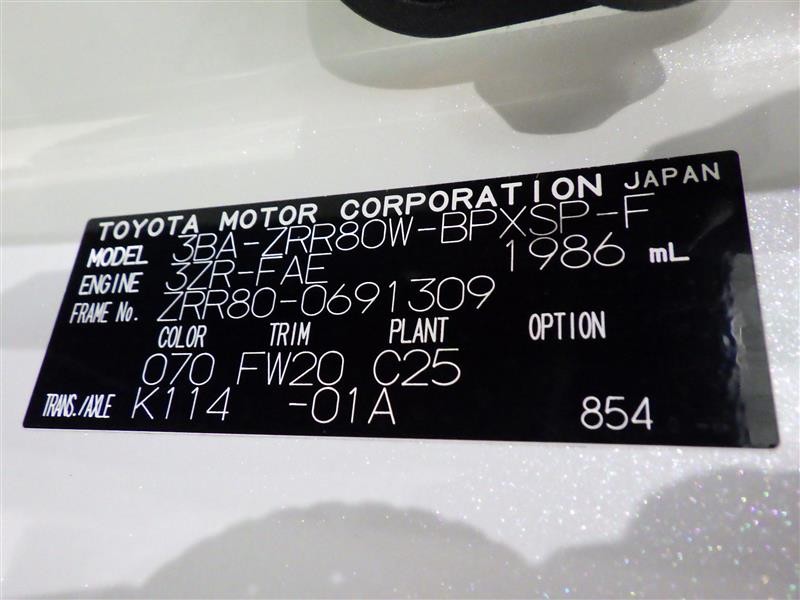 TOYOTA MOTOR CORPORATION JAPAN
MODEL 3BA-ZRR80W-BPXSP-F
ENGINE 3ZR-FAE 1986 mL
FRAME No. ZRR80-0691309
COLOR TRIM PLANT OPTION
070 FW20 C25
TRANS./AXLE K114 -01A 854